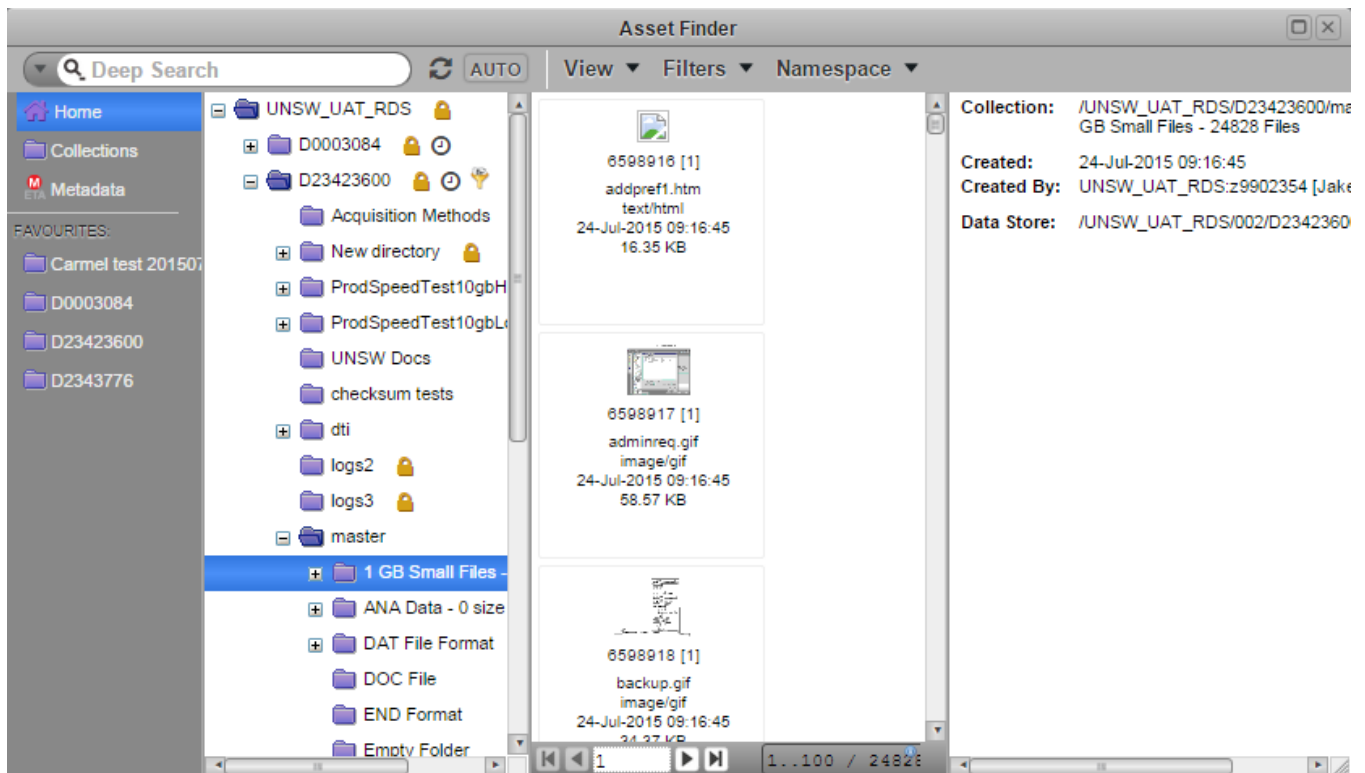 Asset Finder
Deep Search
AUTO
View
Filters
Namespace
Home
Collections
Metadata
FAVOURITES:
Carmel test 20150
D0003084
D23423600
D2343776
UNSW_UAT_RDS
D0003084
D23423600
Acquisition Methods
New directory
ProdSpeedTest10gbH
ProdSpeedTest10gbL
UNSW Docs
checksum tests
dti
logs2
logs3
master
1 GB Small Files -
ANA Data - 0 size
DAT File Format
DOC File
END Format
Empty Folder
6598916 [1]
addpref1.htm
text/html
24-Jul-2015 09:16:45
16.35 KB
6598917 [1]
adminreq.gif
image/gif
24-Jul-2015 09:16:45
58.57 KB
6598918 [1]
backup.gif
image/gif
24-Jul-2015 09:16:45
34.37 KB
1
1..100 / 24828
Collection: /UNSW_UAT_RDS/D23423600/ma
GB Small Files - 24828 Files
Created: 24-Jul-2015 09:16:45
Created By: UNSW_UAT_RDS:z9902354 [Jake
Data Store: /UNSW_UAT_RDS/002/D23423600